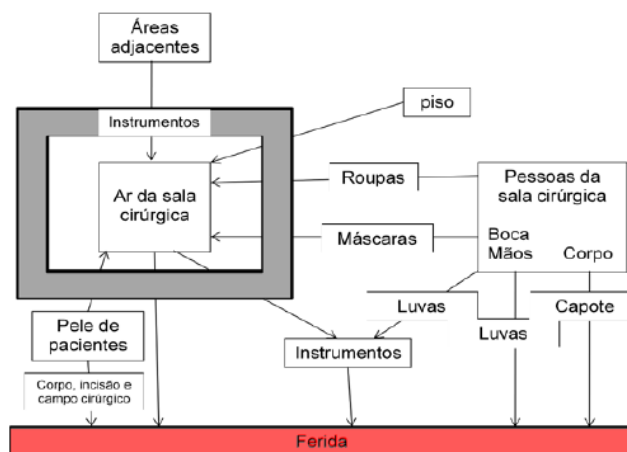 Áreas
adjacentes
piso
Instrumentos
Ar da sala
cirúrgica
Roupas
Pessoas da
sala cirúrgica
Máscaras
Boca
Mãos
Corpo
Luvas
Capote
Luvas
Pele de
pacientes
Instrumentos
Corpo, incisão e
campo cirúrgico
Ferida